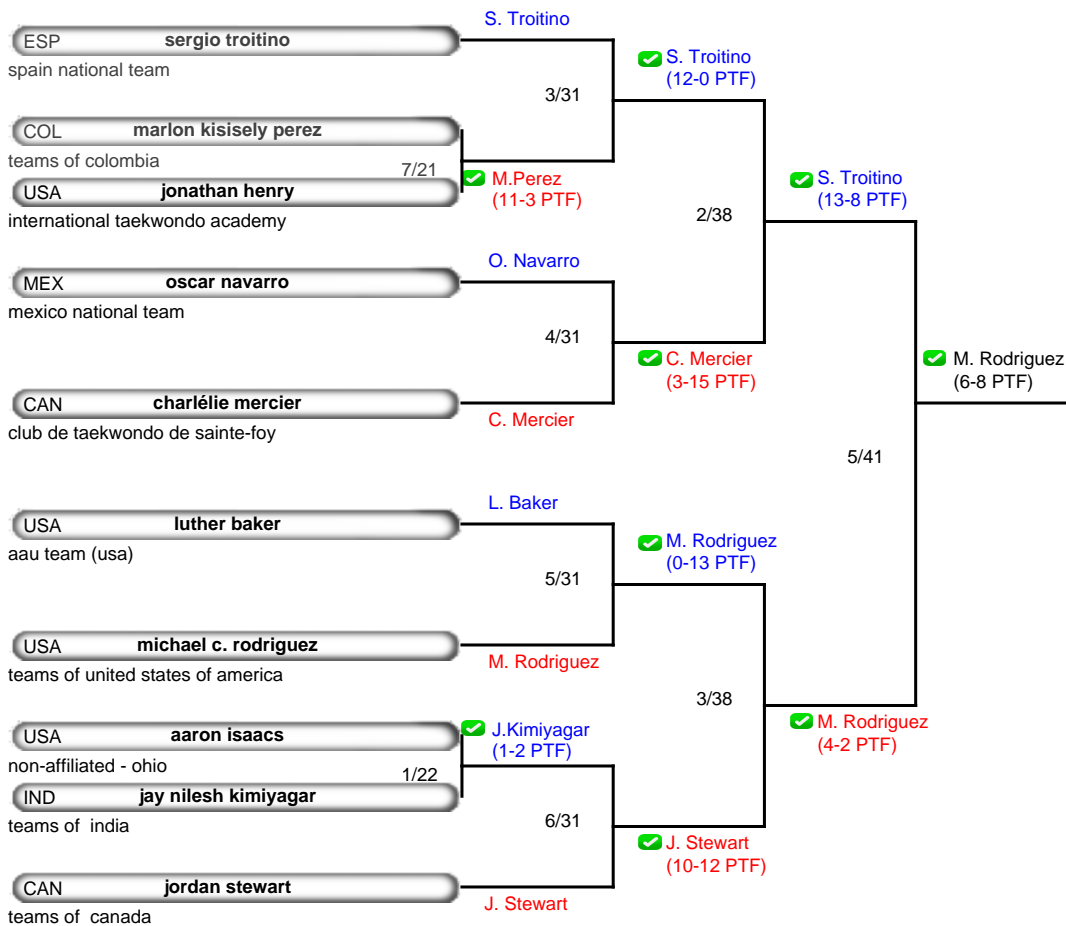 S. Troitino
ESP sergio troitino
spain national team
S. Troitino
(12-0 PTF)
3/31
COL marlon kisisely perez
teams of colombia
7/21
M.Perez
(11-3 PTF)
USA jonathan henry
international taekwondo academy
S. Troitino
(13-8 PTF)
2/38
O. Navarro
MEX oscar navarro
mexico national team
4/31
C. Mercier
(3-15 PTF)
M. Rodriguez
(6-8 PTF)
CAN charlélie mercier
club de taekwondo de sainte-foy
C. Mercier
5/41
L. Baker
USA luther baker
aau team (usa)
M. Rodriguez
(0-13 PTF)
5/31
USA michael c. rodriguez
teams of united states of america
M. Rodriguez
3/38
M. Rodriguez
(4-2 PTF)
USA aaron isaacs
non-affiliated - ohio
J.Kimiyagar
(1-2 PTF)
1/22
IND jay nilesh kimiyagar
teams of  india
6/31
J. Stewart
(10-12 PTF)
CAN jordan stewart
teams of  canada
J. Stewart